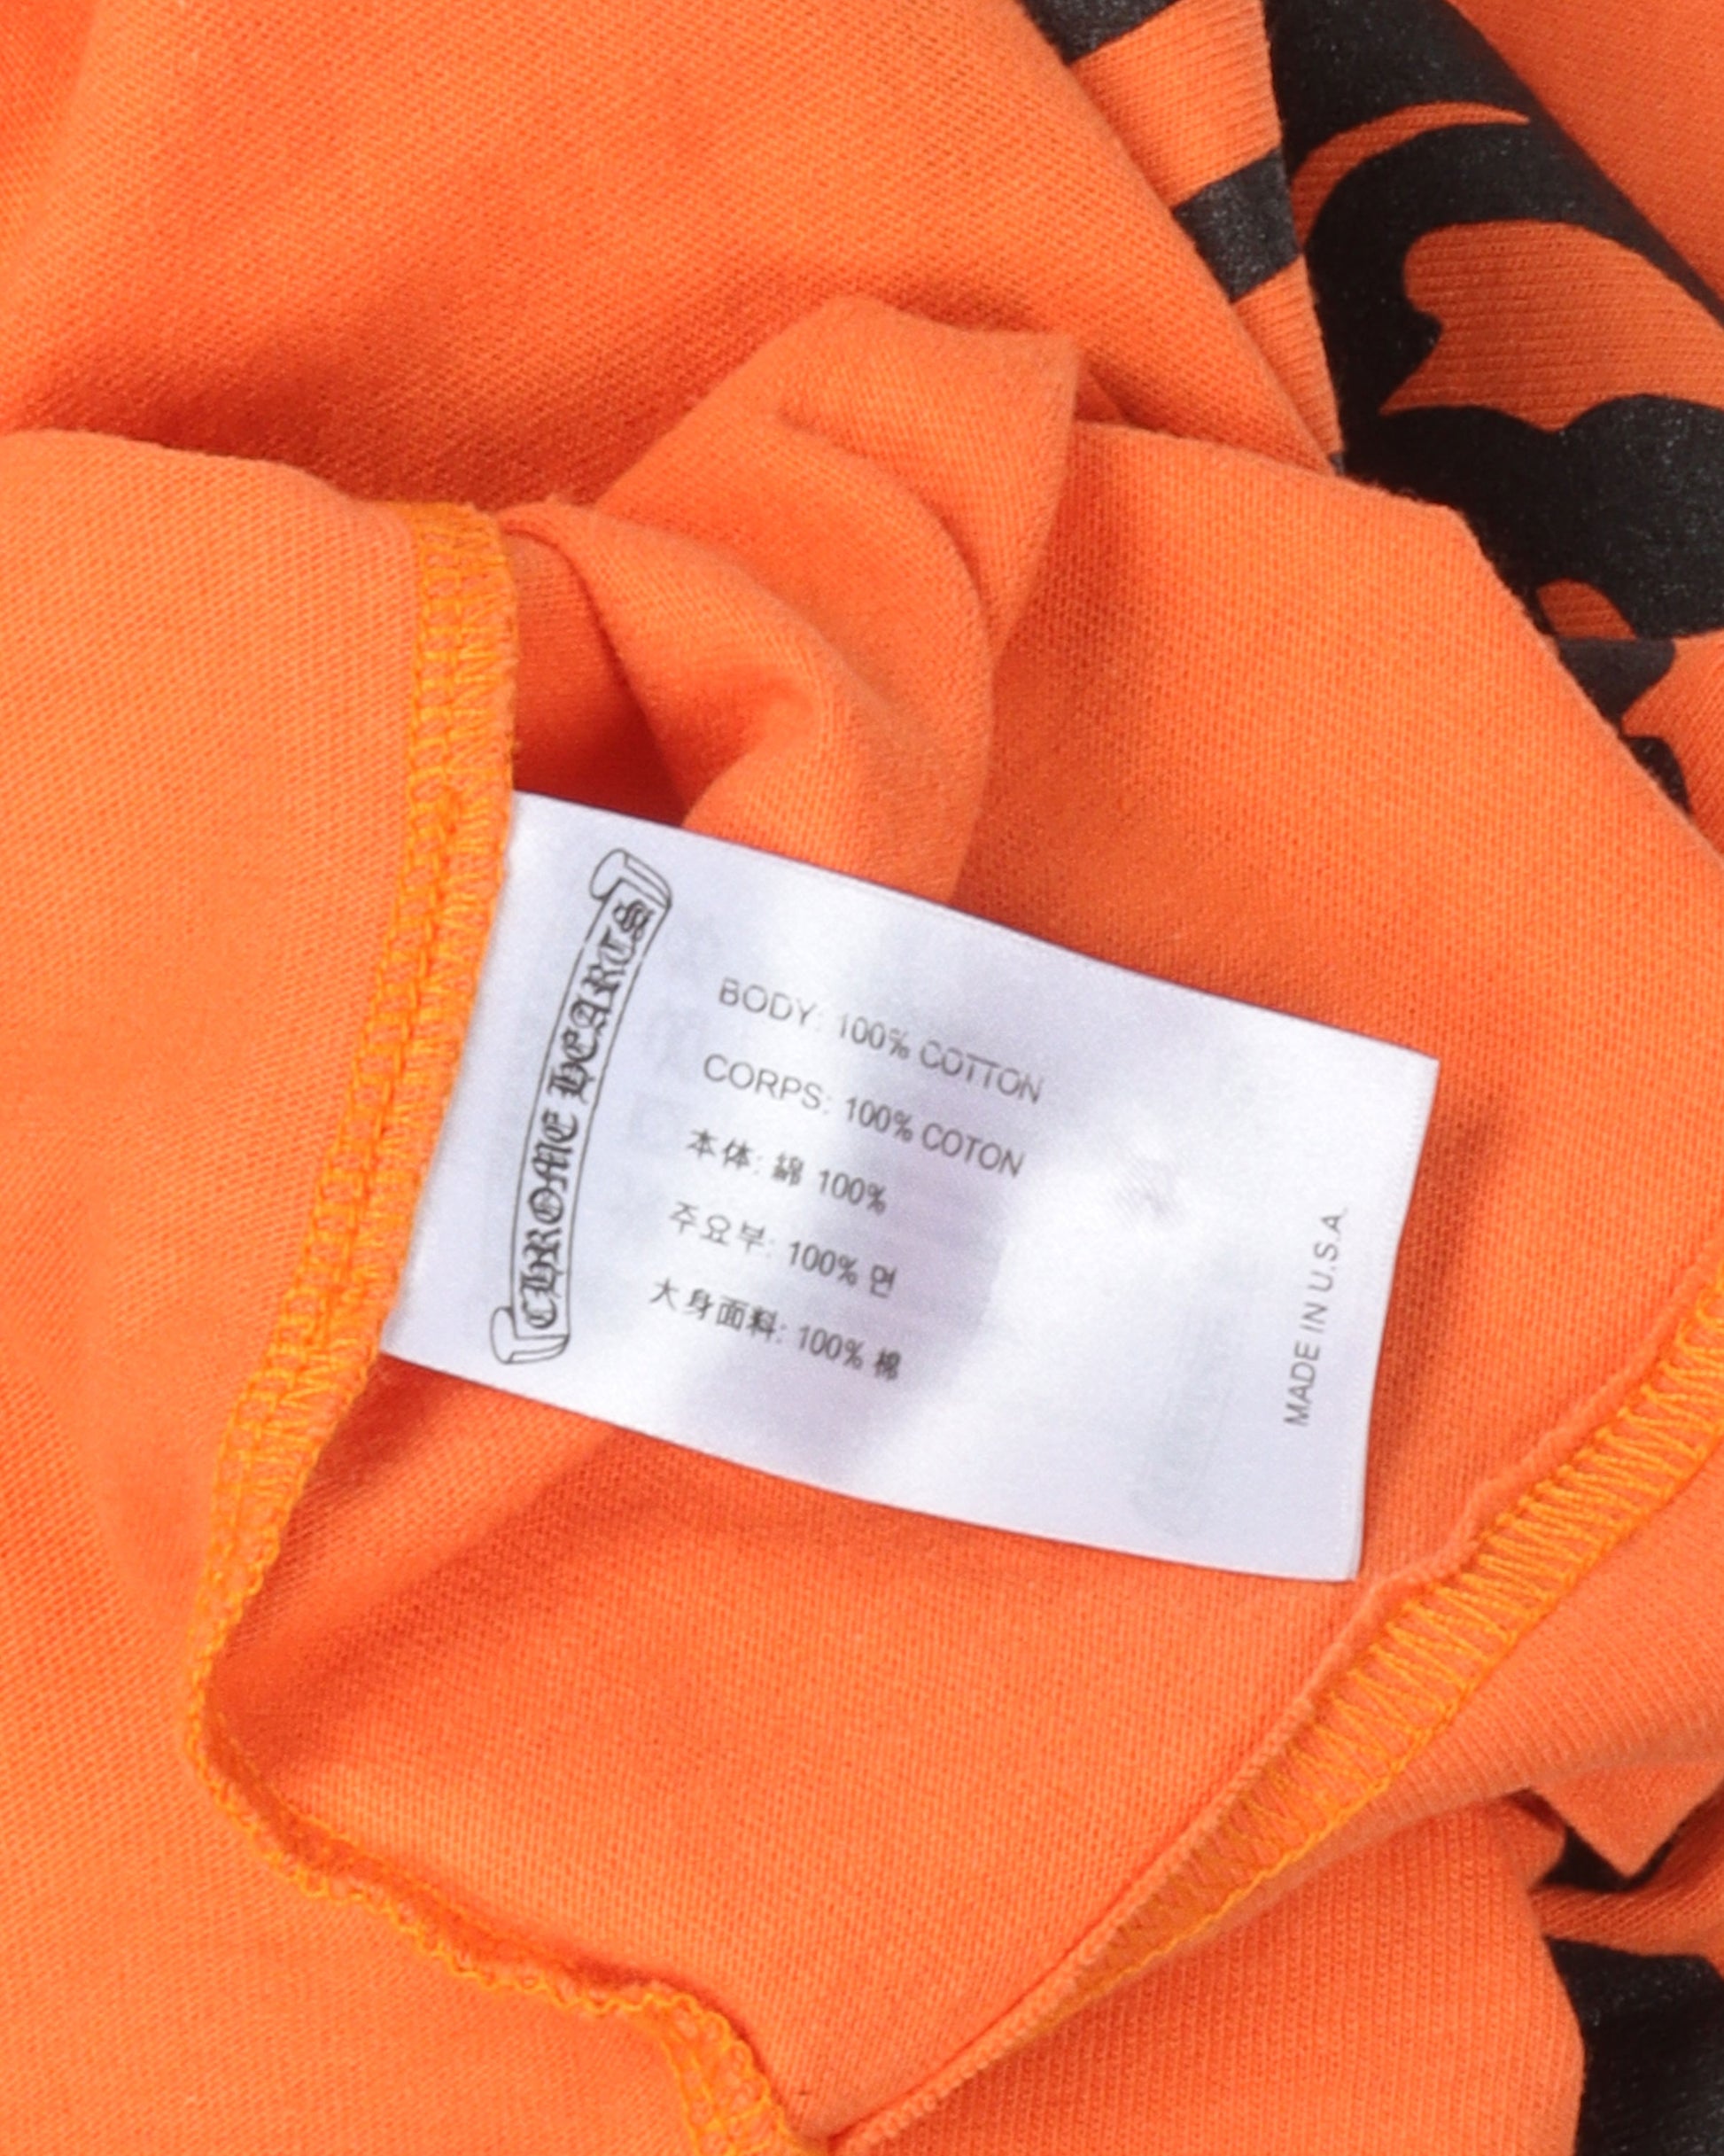 CHROME HEARTS
BODY: 100% COTTON
CORPS: 100% COTON
本体: 綿 100%
주요부: 100% 면
大身面料: 100% 棉
MADE IN U.S.A.